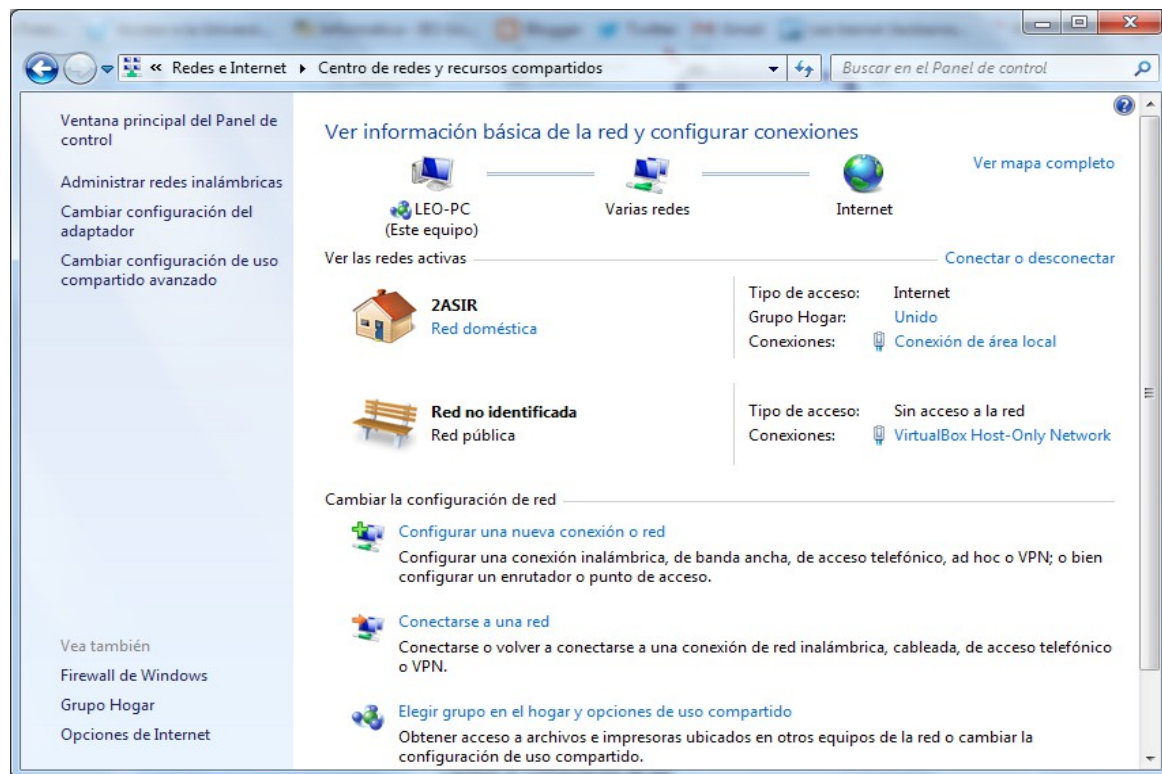 « Redes e Internet ▸ Centro de redes y recursos compartidos
Buscar en el Panel de control
Ventana principal del Panel de
control
Administrar redes inalámbricas
Cambiar configuración del
adaptador
Cambiar configuración de uso
compartido avanzado
Vea también
Firewall de Windows
Grupo Hogar
Opciones de Internet
Ver información básica de la red y configurar conexiones
Ver mapa completo
LEO-PC
(Este equipo)
Varias redes
Internet
Ver las redes activas
Conectar o desconectar
2ASIR
Red doméstica
Tipo de acceso: Internet
Grupo Hogar: Unido
Conexiones: Conexión de área local
Red no identificada
Red pública
Tipo de acceso: Sin acceso a la red
Conexiones: VirtualBox Host-Only Network
Cambiar la configuración de red
Configurar una nueva conexión o red
Configurar una conexión inalámbrica, de banda ancha, de acceso telefónico, ad hoc o VPN; o bien
configurar un enrutador o punto de acceso.
Conectarse a una red
Conectarse o volver a conectarse a una conexión de red inalámbrica, cableada, de acceso telefónico
o VPN.
Elegir grupo en el hogar y opciones de uso compartido
Obtener acceso a archivos e impresoras ubicados en otros equipos de la red o cambiar la
configuración de uso compartido.